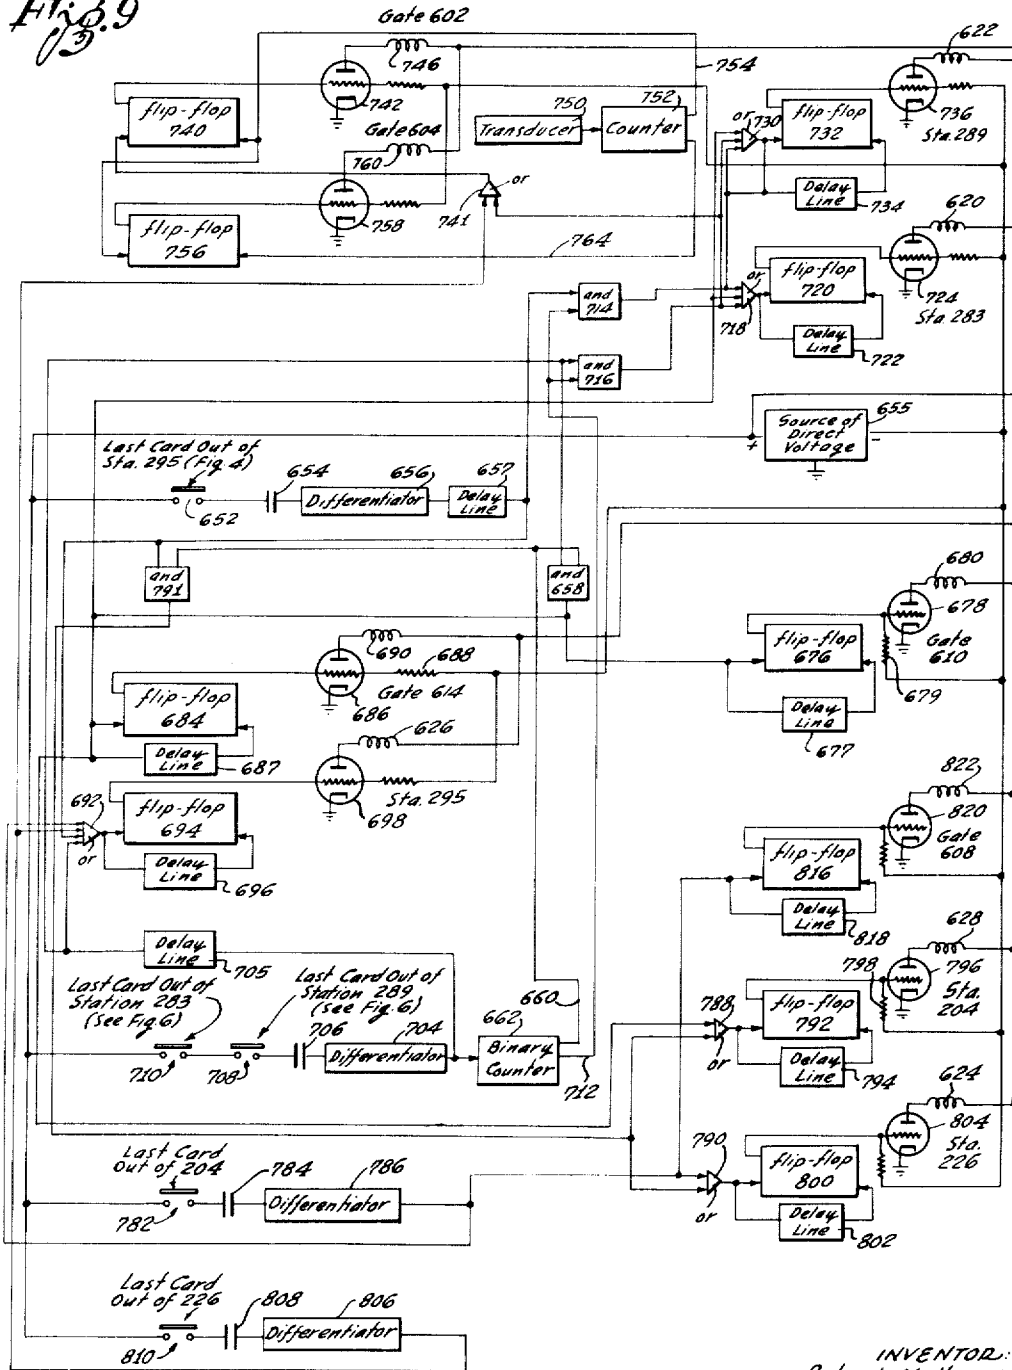 Fig. 9
Gate 602
746
742
flip-flop
740
Gate 604
760
758
flip-flop
756
754
750
Transducer
752
Counter
or
741
764
or
730
flip-flop
732
Delay
Line
734
622
736
Sta. 289
620
or
718
flip-flop
720
724
Sta. 283
Delay
Line
722
and
714
and
716
Source of
Direct
Voltage
655
+
-
Last Card Out of
Sta. 295 (Fig. 4)
652
654
656
Differentiator
657
Delay
Line
and
791
and
658
690
688
Gate 614
686
flip-flop
684
Delay
Line
687
626
Sta. 295
698
692
or
flip-flop
694
Delay
Line
696
680
678
Gate
610
flip-flop
676
679
Delay
Line
677
822
820
Gate
608
flip-flop
816
Delay
Line
818
Delay
Line
705
Last Card Out of
Station 283
(See Fig. 6)
Last Card Out of
Station 289
(See Fig. 6)
710
708
706
704
Differentiator
662
Binary
Counter
660
712
628
798
796
Sta.
204
788
or
flip-flop
792
Delay
Line
794
624
804
Sta.
226
790
or
flip-flop
800
Delay
Line
802
Last Card
Out of 204
782
784
786
Differentiator
Last Card
Out of 226
810
808
806
Differentiator
INVENTOR: